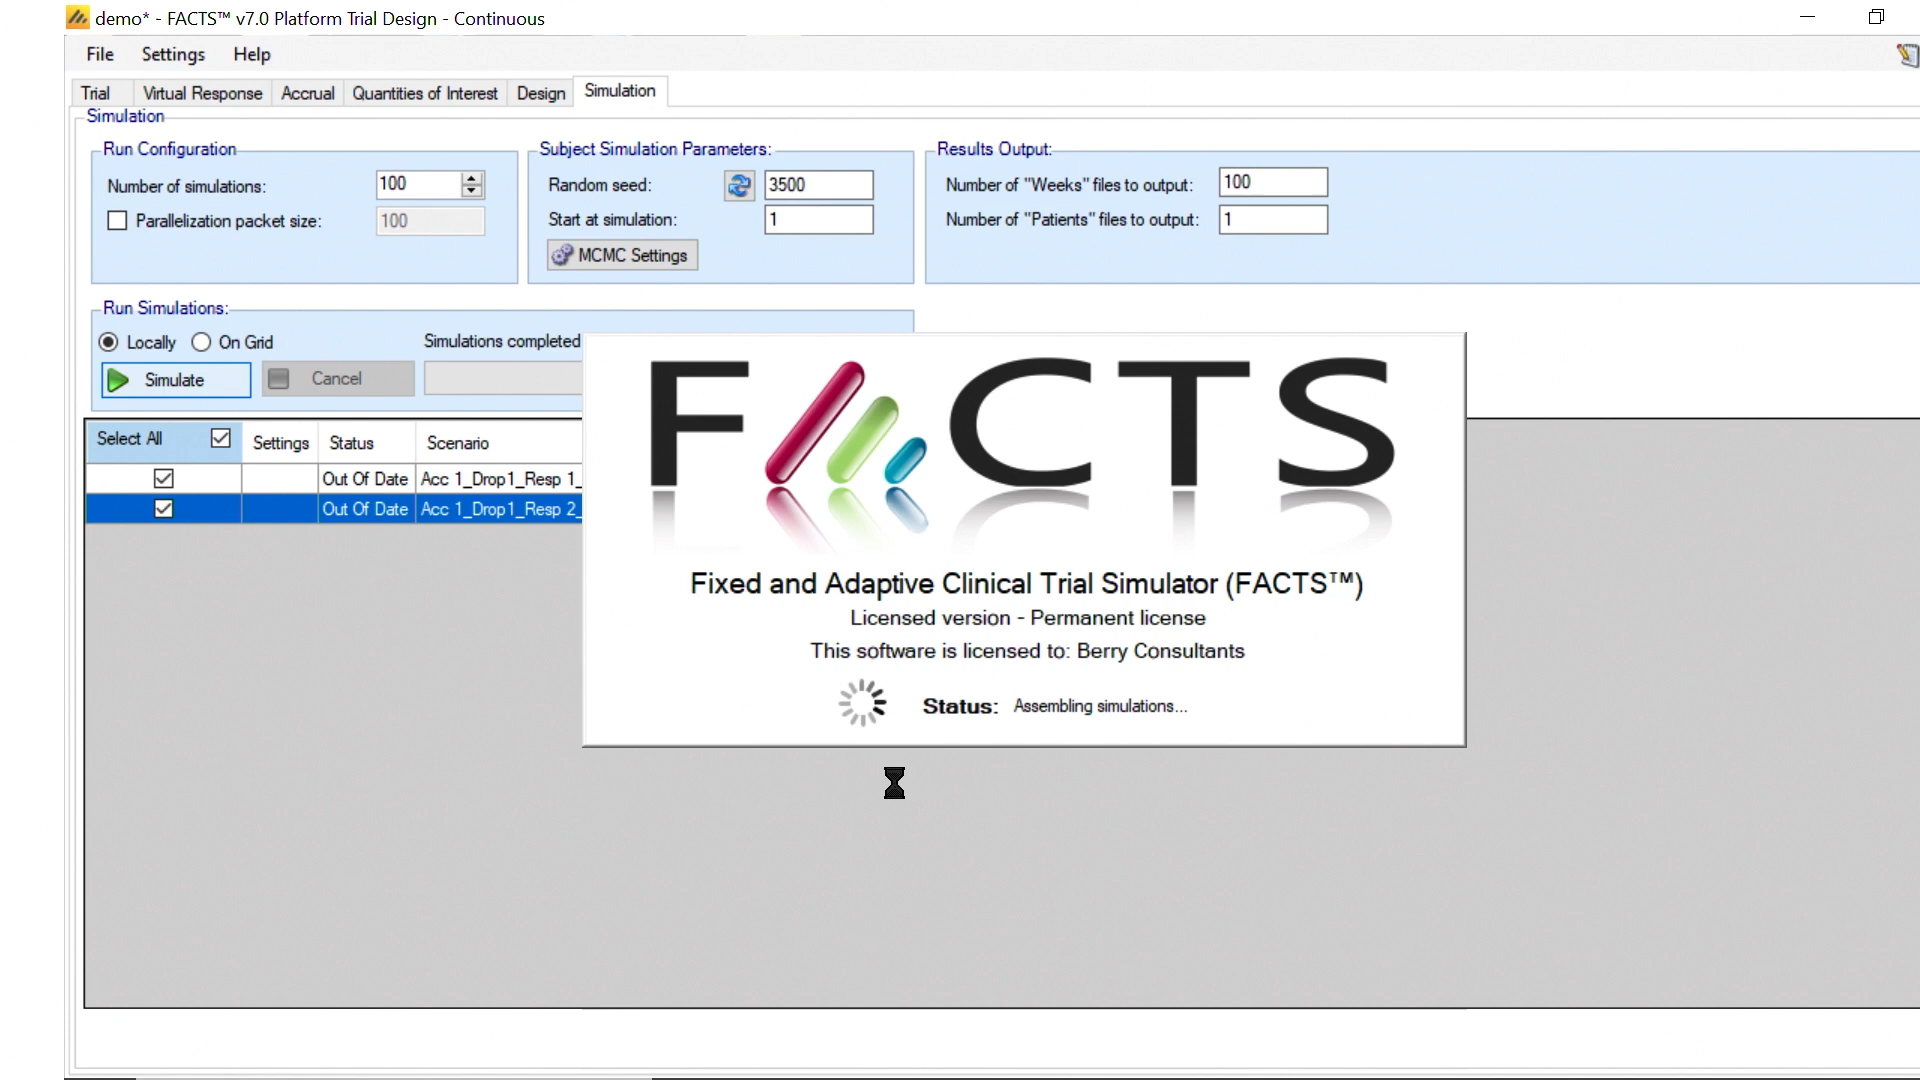 demo* - FACTS™ v7.0 Platform Trial Design - Continuous
File Settings Help
Trial Virtual Response Accrual Quantities of Interest Design Simulation
Simulation
Run Configuration
Number of simulations: 100
Parallelization packet size: 100
Subject Simulation Parameters:
Random seed: 3500
Start at simulation: 1
MCMC Settings
Results Output:
Number of "Weeks" files to output: 100
Number of "Patients" files to output: 1
Run Simulations:
Locally On Grid Simulations completed
Simulate Cancel
Select All Settings Status Scenario
Out Of Date Acc 1_Drop1_Resp 1_
Out Of Date Acc 1_Drop1_Resp 2_
FACTS
Fixed and Adaptive Clinical Trial Simulator (FACTS™)
Licensed version - Permanent license
This software is licensed to: Berry Consultants
Status: Assembling simulations...